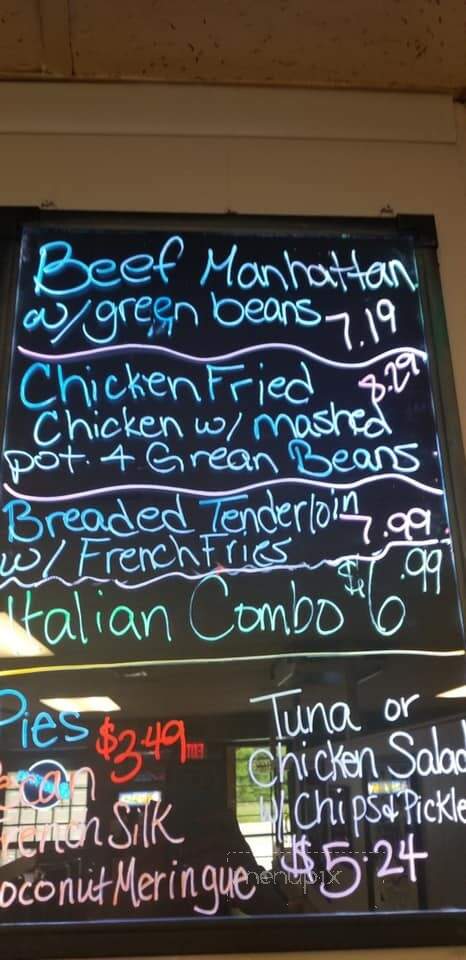 Beef Manhattan
w/green beans 7.19
Chicken Fried 8.29
Chicken w/ mashed
pot. & Grean Beans
Breaded Tenderloin 7.99
w/ French Fries
Italian Combo $6.99
Pies $3.49
Tuna or
Chicken Salad
w/ Chips & Pickle
$5.24
Pecan
French Silk
Coconut Meringue
menupix